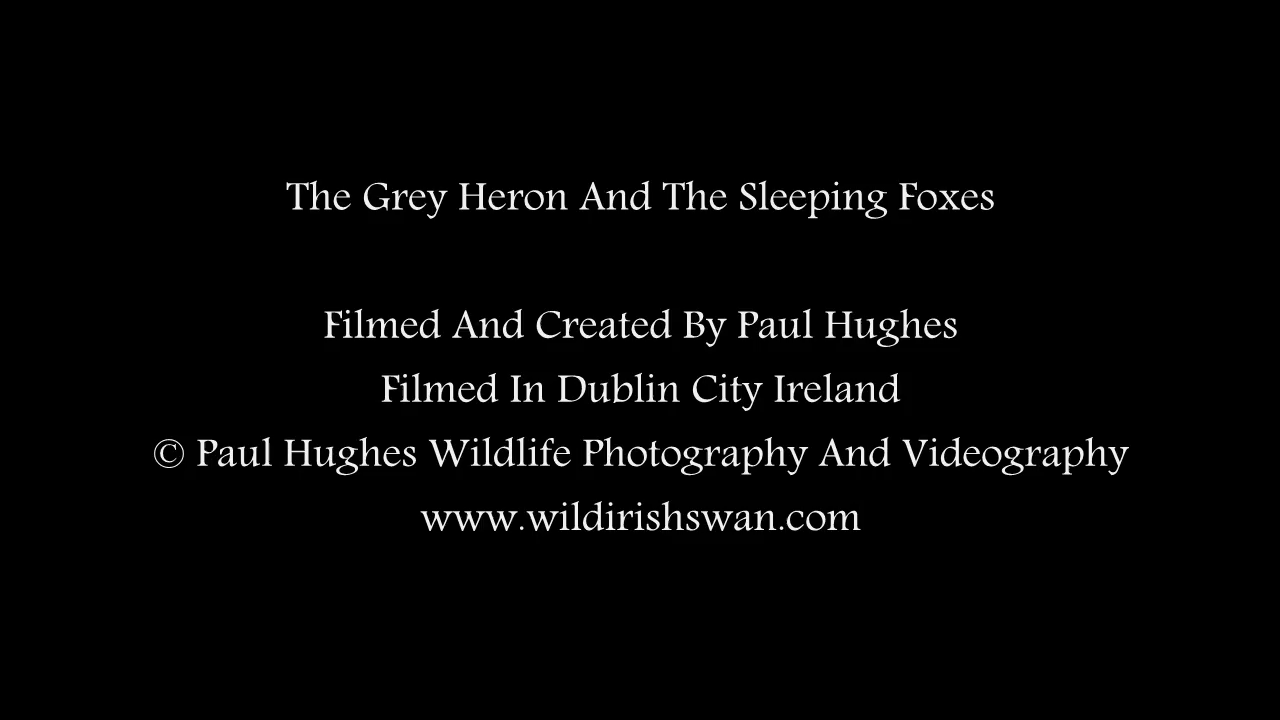 The Grey Heron And The Sleeping Foxes
Filmed And Created By Paul Hughes
Filmed In Dublin City Ireland
© Paul Hughes Wildlife Photography And Videography
www.wildirishswan.com